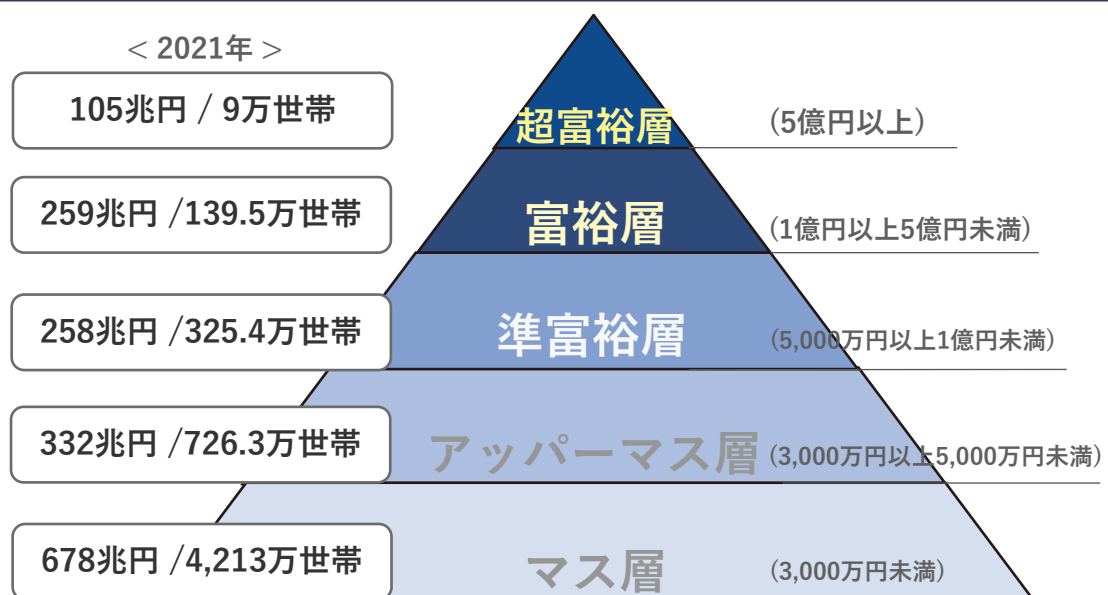 < 2021年 >
105兆円 / 9万世帯
超富裕層
(5億円以上)
259兆円 /139.5万世帯
富裕層
(1億円以上5億円未満)
258兆円 /325.4万世帯
準富裕層
(5,000万円以上1億円未満)
332兆円 /726.3万世帯
アッパーマス層
(3,000万円以上5,000万円未満)
678兆円 /4,213万世帯
マス層
(3,000万円未満)